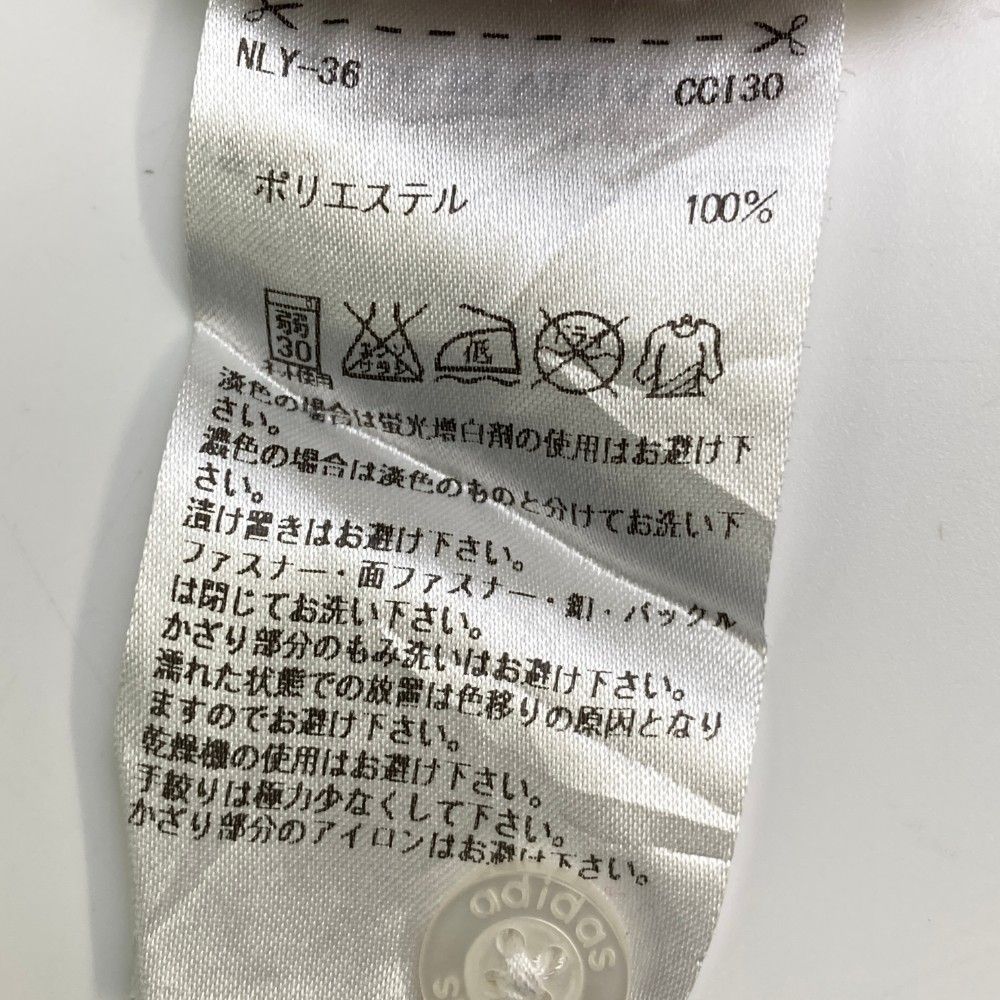 NLY-36 CCI30
ポリエステル 100%
弱
30
ネット使用
低
淡色の場合は蛍光増白剤の使用はお避け下
さい。
濃色の場合は淡色のものと分けてお洗い下
さい。
漬け置きはお避け下さい。
ファスナー・面ファスナー・釦・バックル
は閉じてお洗い下さい。
かざり部分のもみ洗いはお避け下さい。
濡れた状態での放置は色移りの原因となり
ますのでお避け下さい。
乾燥機の使用はお避け下さい。
手絞りは極力少なくして下さい。
かざり部分のアイロンはお避け下さい。
adidas